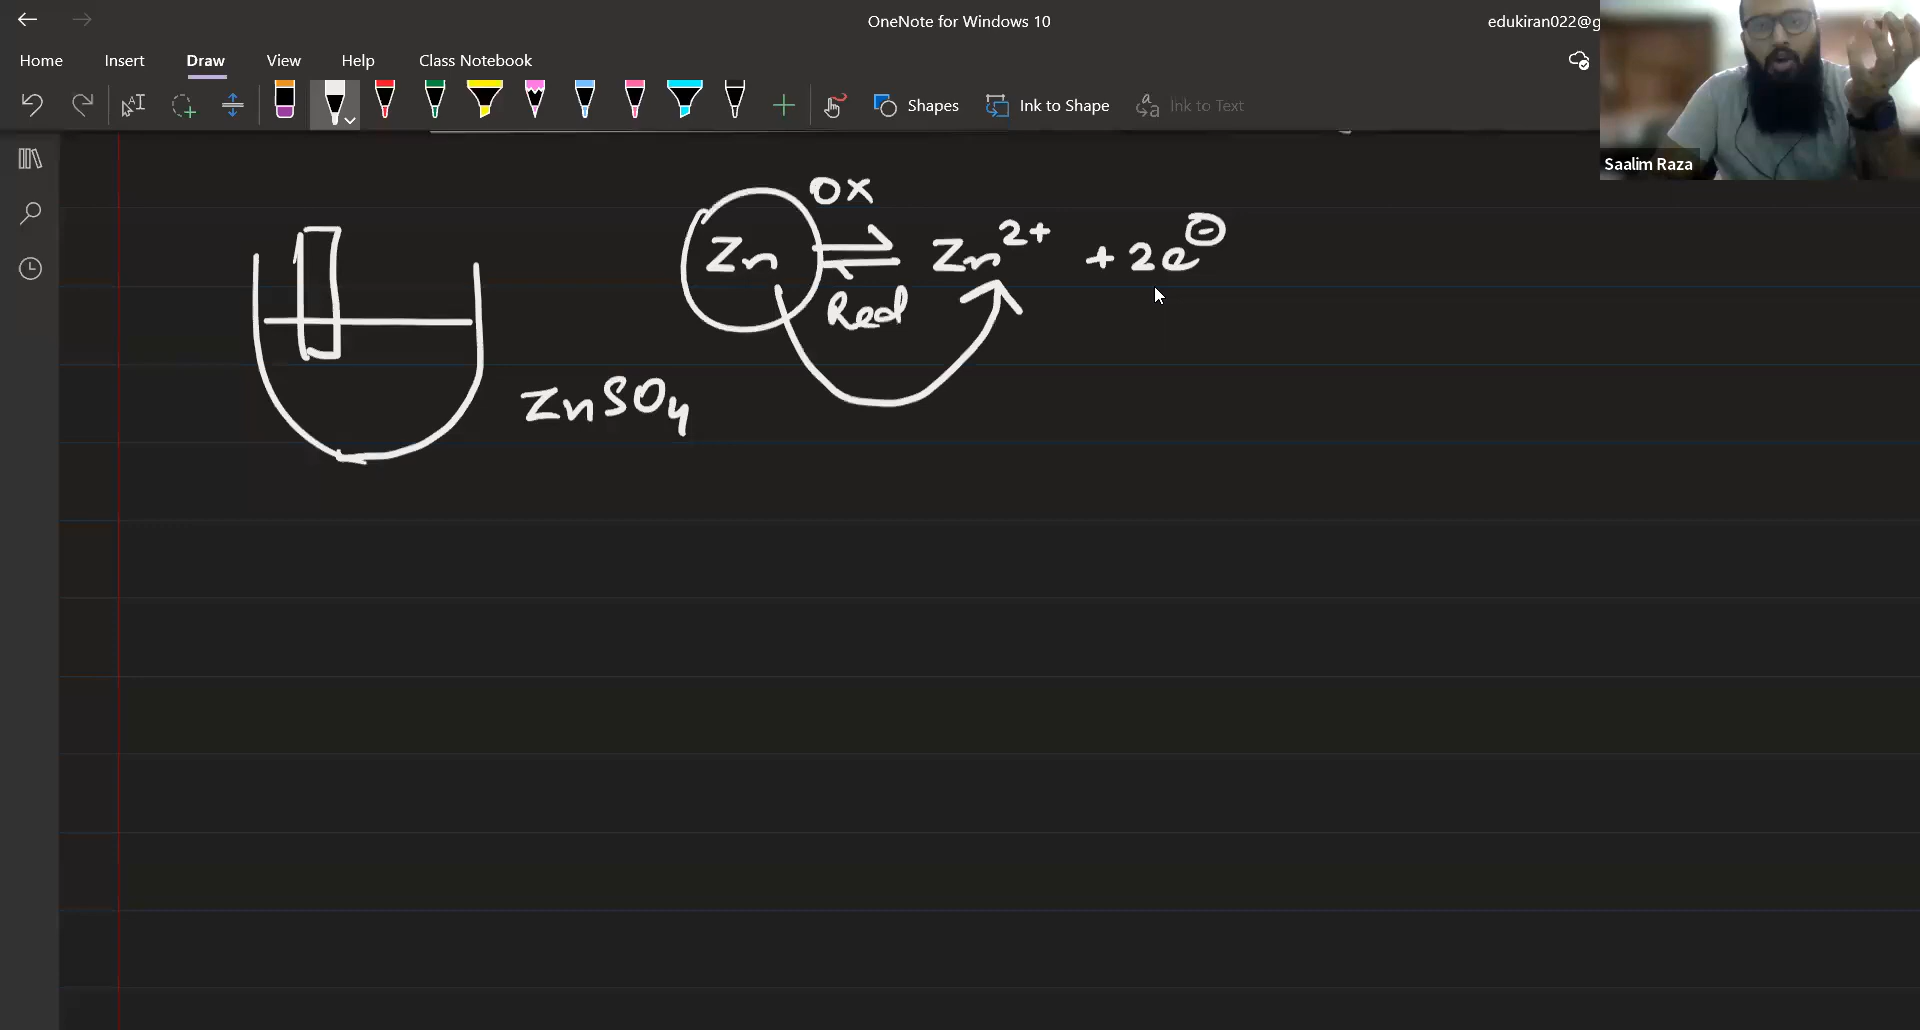 OneNote for Windows 10
edukiran022@g
Home Insert Draw View Help Class Notebook
Shapes Ink to Shape Ink to Text
Saalim Raza
Ox
Zn ⇌ Zn²⁺ + 2e⊖
Red
ZnSO₄